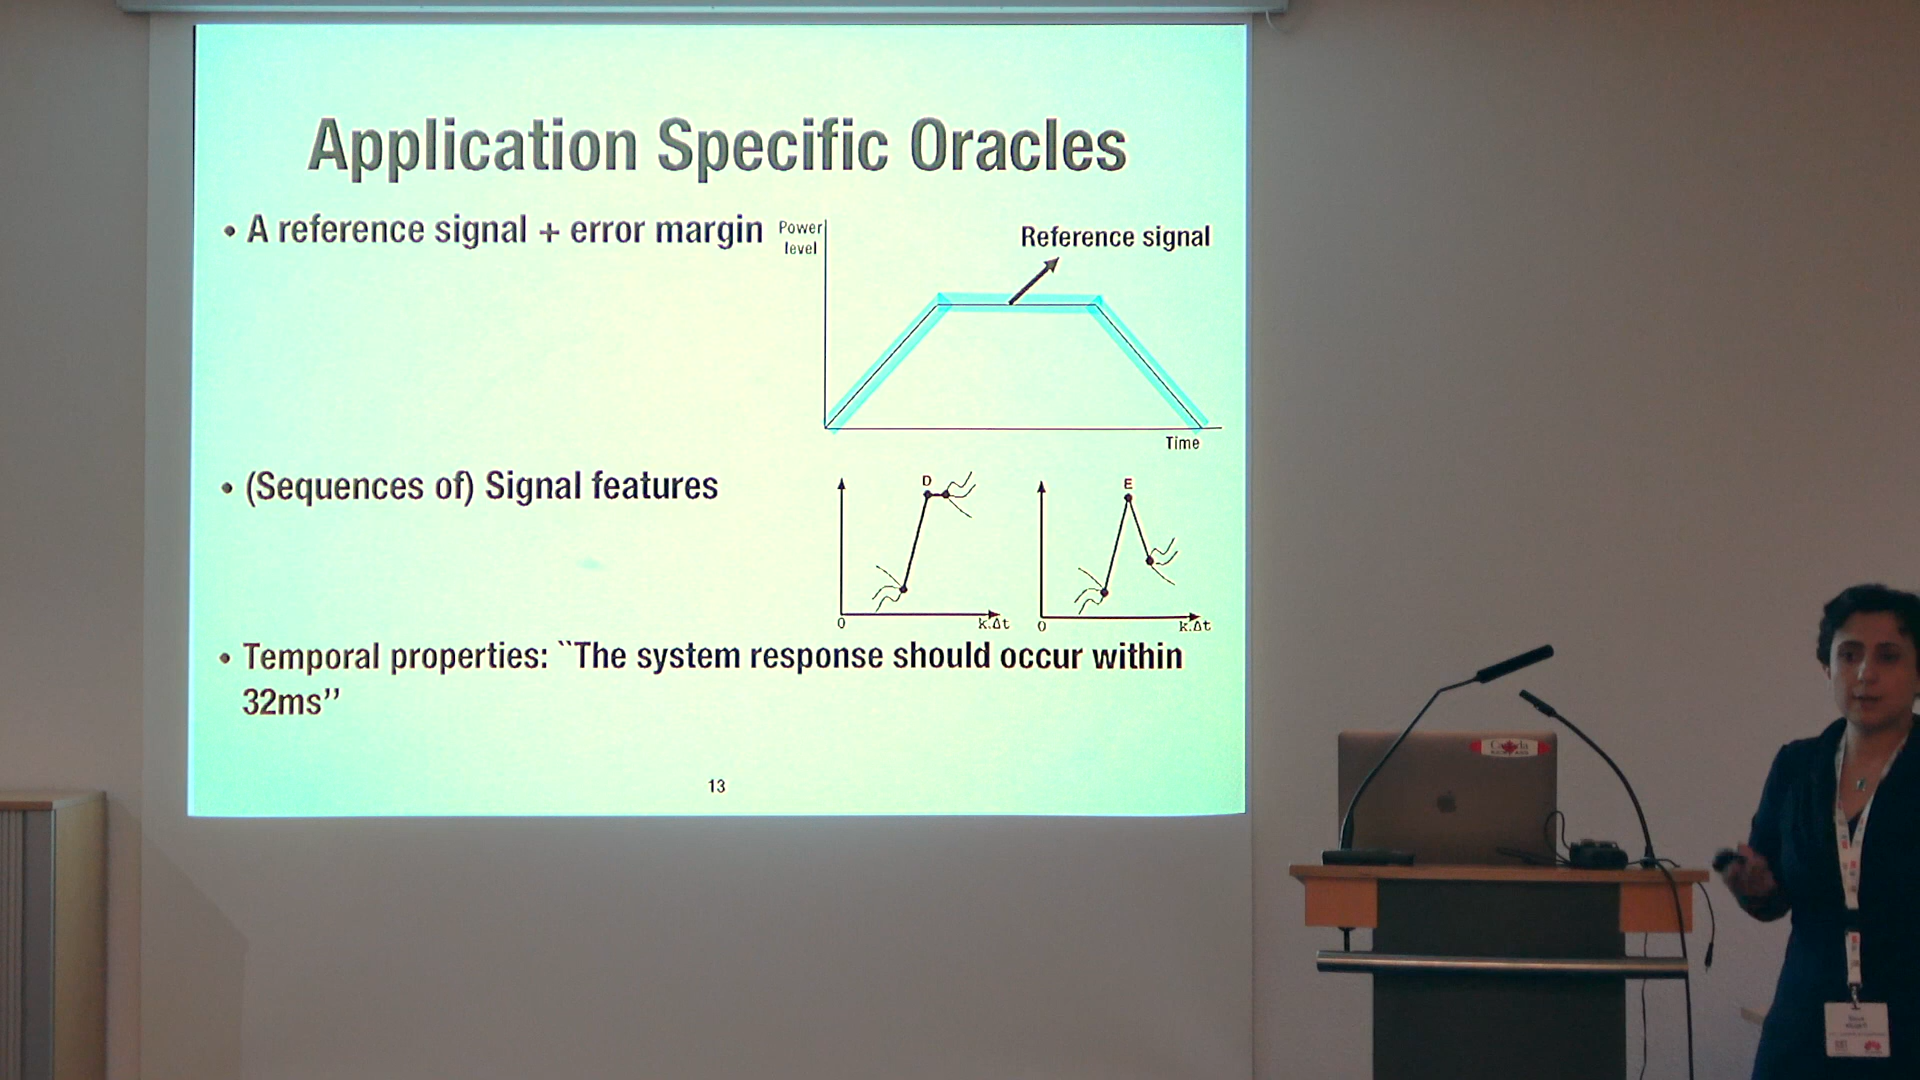 Application Specific Oracles
• A reference signal + error margin
Power
level
Reference signal
Time
• (Sequences of) Signal features
D
0
k.Δt
E
0
k.Δt
• Temporal properties: ``The system response should occur within
32ms’’
13
Canada